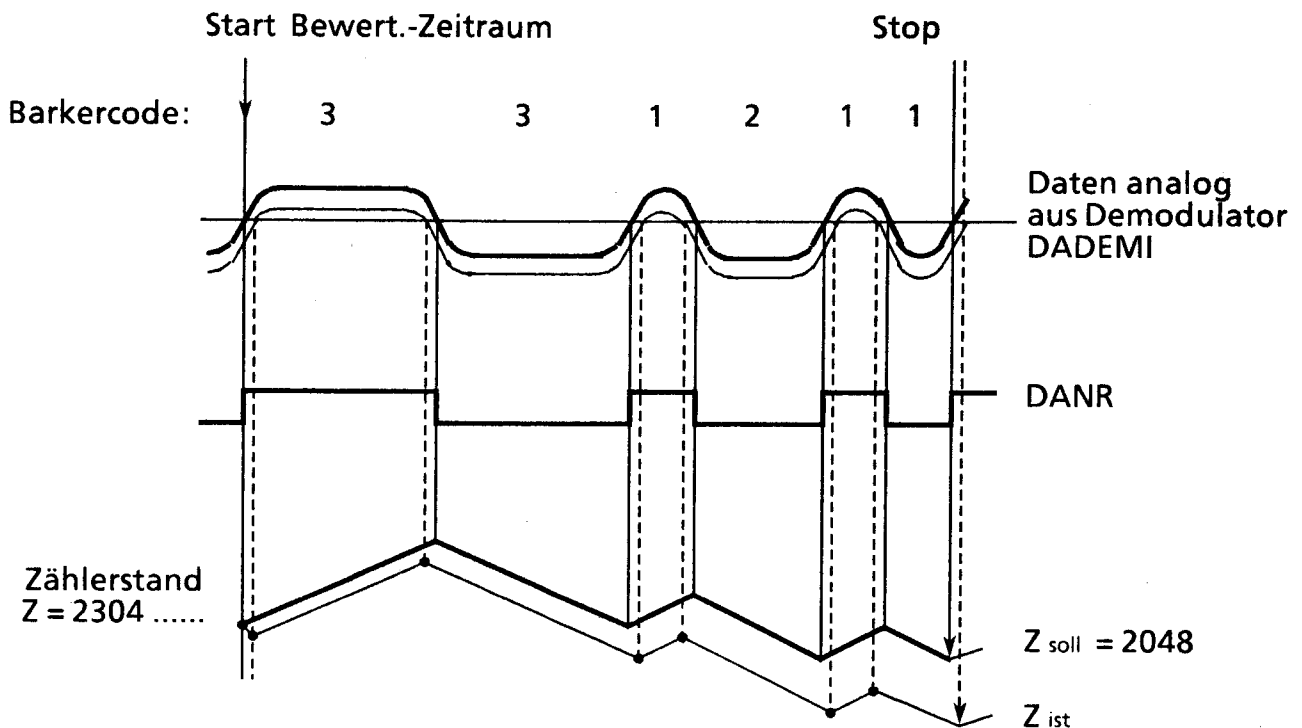 Start Bewert.-Zeitraum
Stop
Barkercode: 3 3 1 2 1 1
Daten analog
aus Demodulator
DADEMI
DANR
Zählerstand
Z = 2304 ......
Z soll = 2048
Z ist